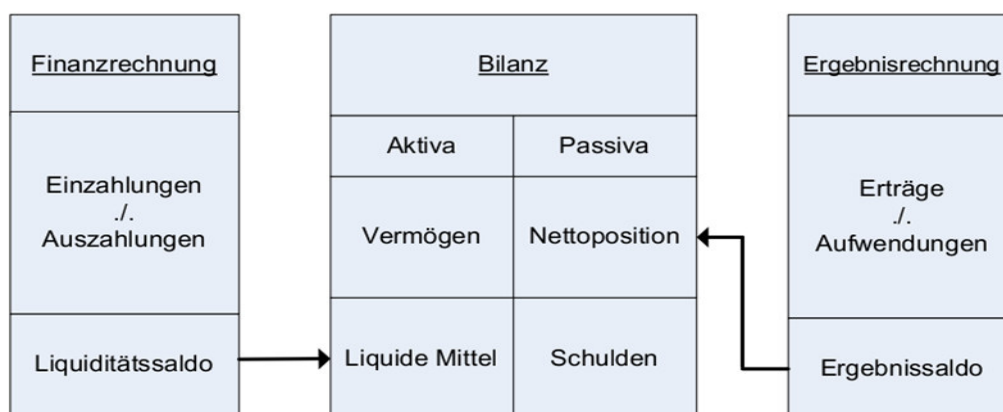 Finanzrechnung
Einzahlungen
./.
Auszahlungen
Liquiditätssaldo
Bilanz
Aktiva
Passiva
Vermögen
Nettoposition
Liquide Mittel
Schulden
Ergebnisrechnung
Erträge
./.
Aufwendungen
Ergebnissaldo